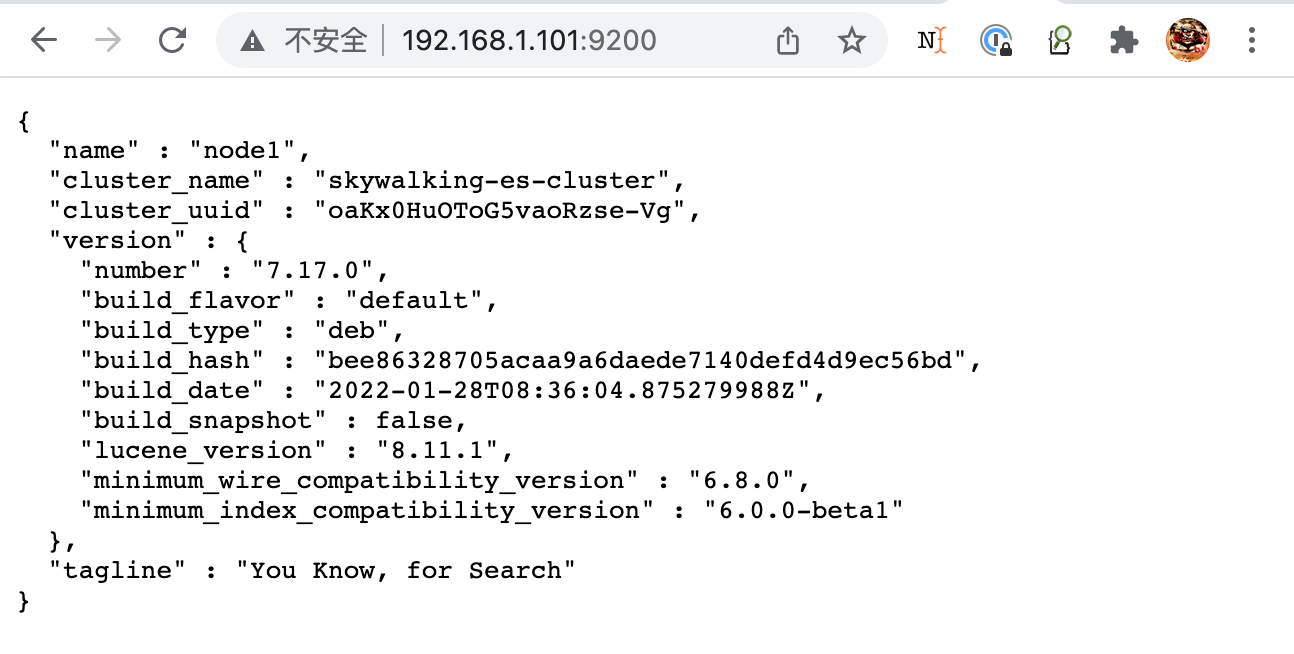 不安全 192.168.1.101:9200
{
  "name" : "node1",
  "cluster_name" : "skywalking-es-cluster",
  "cluster_uuid" : "oaKx0HuOToG5vaoRzse-Vg",
  "version" : {
    "number" : "7.17.0",
    "build_flavor" : "default",
    "build_type" : "deb",
    "build_hash" : "bee86328705acaa9a6daede7140defd4d9ec56bd",
    "build_date" : "2022-01-28T08:36:04.875279988Z",
    "build_snapshot" : false,
    "lucene_version" : "8.11.1",
    "minimum_wire_compatibility_version" : "6.8.0",
    "minimum_index_compatibility_version" : "6.0.0-beta1"
  },
  "tagline" : "You Know, for Search"
}